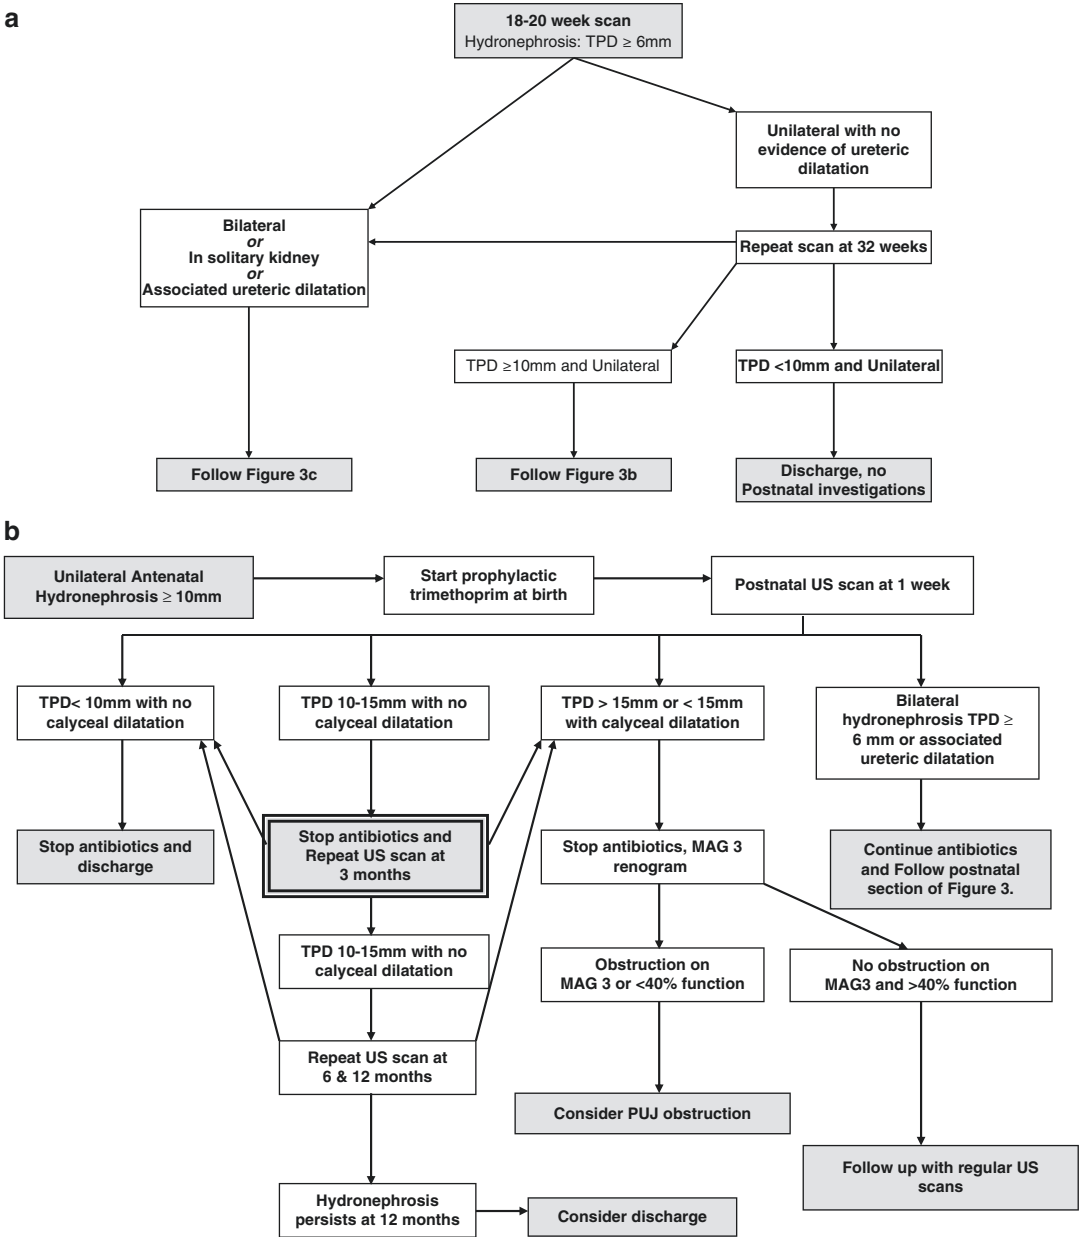 a
18-20 week scan
Hydronephrosis: TPD ≥ 6mm
Unilateral with no
evidence of ureteric
dilatation
Bilateral
or
In solitary kidney
or
Associated ureteric dilatation
Repeat scan at 32 weeks
TPD ≥10mm and Unilateral
TPD <10mm and Unilateral
Follow Figure 3c
Follow Figure 3b
Discharge, no
Postnatal investigations
b
Unilateral Antenatal
Hydronephrosis ≥ 10mm
Start prophylactic
trimethoprim at birth
Postnatal US scan at 1 week
TPD< 10mm with no
calyceal dilatation
TPD 10-15mm with no
calyceal dilatation
TPD > 15mm or < 15mm
with calyceal dilatation
Bilateral
hydronephrosis TPD ≥
6 mm or associated
ureteric dilatation
Stop antibiotics and
discharge
Stop antibiotics and
Repeat US scan at
3 months
Stop antibiotics, MAG 3
renogram
Continue antibiotics
and Follow postnatal
section of Figure 3.
TPD 10-15mm with no
calyceal dilatation
Obstruction on
MAG 3 or <40% function
No obstruction on
MAG3 and >40% function
Repeat US scan at
6 & 12 months
Consider PUJ obstruction
Follow up with regular US
scans
Hydronephrosis
persists at 12 months
Consider discharge